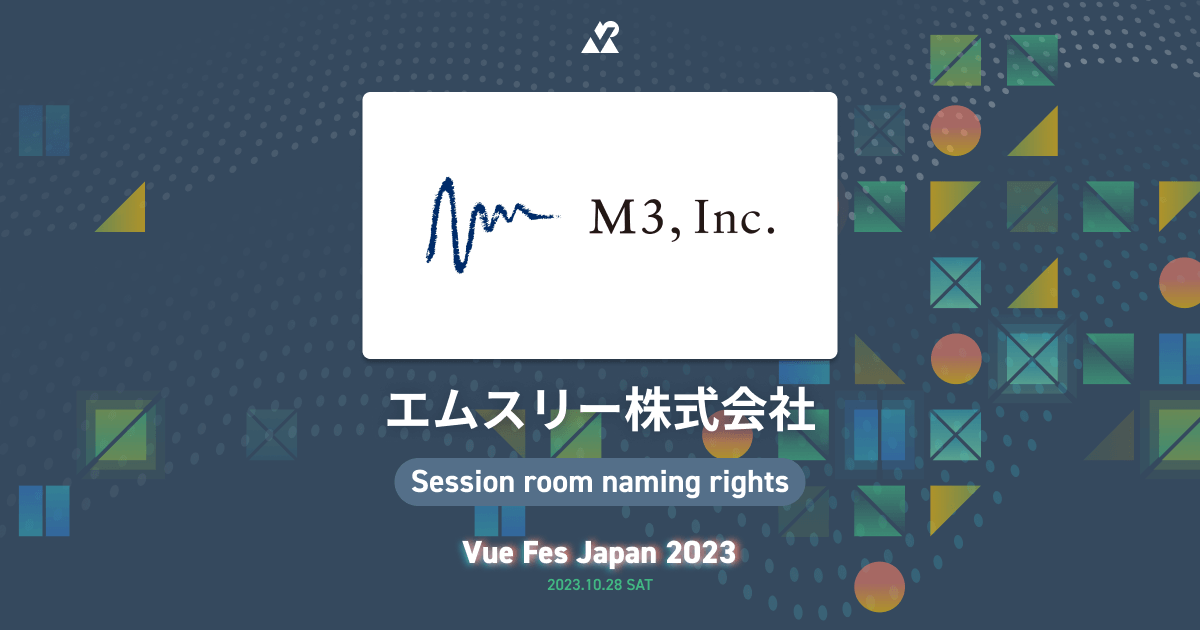 M3, Inc.
エムスリー株式会社
Session room naming rights
Vue Fes Japan 2023
2023.10.28 SAT